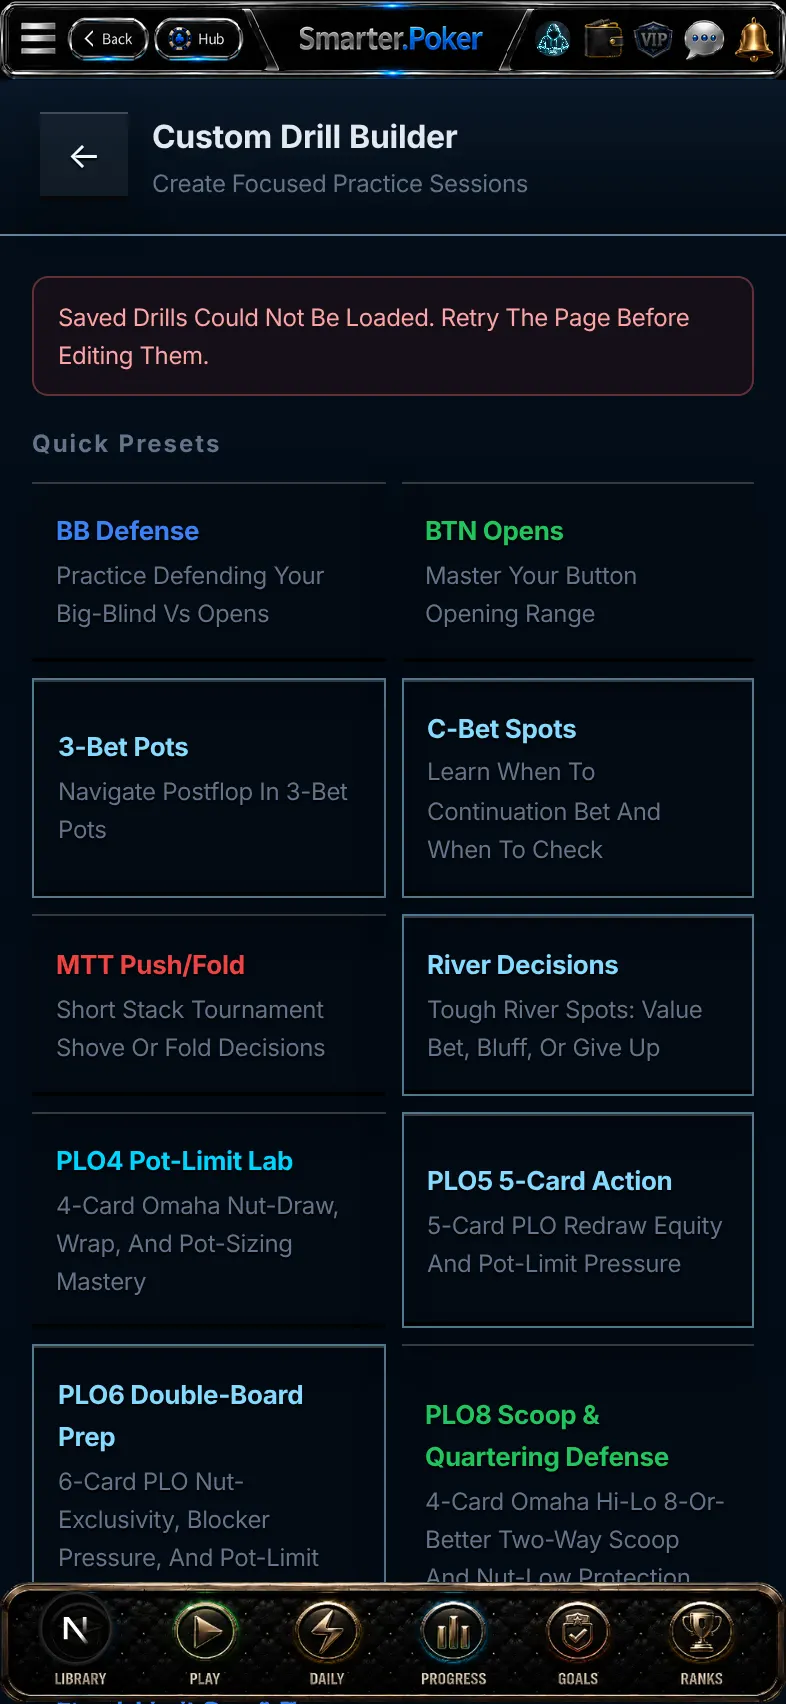 Back
Hub
Smarter.Poker
VIP
Custom Drill Builder
Create Focused Practice Sessions
Saved Drills Could Not Be Loaded. Retry The Page Before
Editing Them.
Quick Presets
BB Defense
Practice Defending Your
Big-Blind Vs Opens
BTN Opens
Master Your Button
Opening Range
3-Bet Pots
Navigate Postflop In 3-Bet
Pots
C-Bet Spots
Learn When To
Continuation Bet And
When To Check
MTT Push/Fold
Short Stack Tournament
Shove Or Fold Decisions
River Decisions
Tough River Spots: Value
Bet, Bluff, Or Give Up
PLO4 Pot-Limit Lab
4-Card Omaha Nut-Draw,
Wrap, And Pot-Sizing
Mastery
PLO5 5-Card Action
5-Card PLO Redraw Equity
And Pot-Limit Pressure
PLO6 Double-Board
Prep
6-Card PLO Nut-
Exclusivity, Blocker
Pressure, And Pot-Limit
PLO8 Scoop &
Quartering Defense
4-Card Omaha Hi-Lo 8-Or-
Better Two-Way Scoop
And Nut-Low Protection
N
LIBRARY
PLAY
DAILY
PROGRESS
GOALS
RANKS